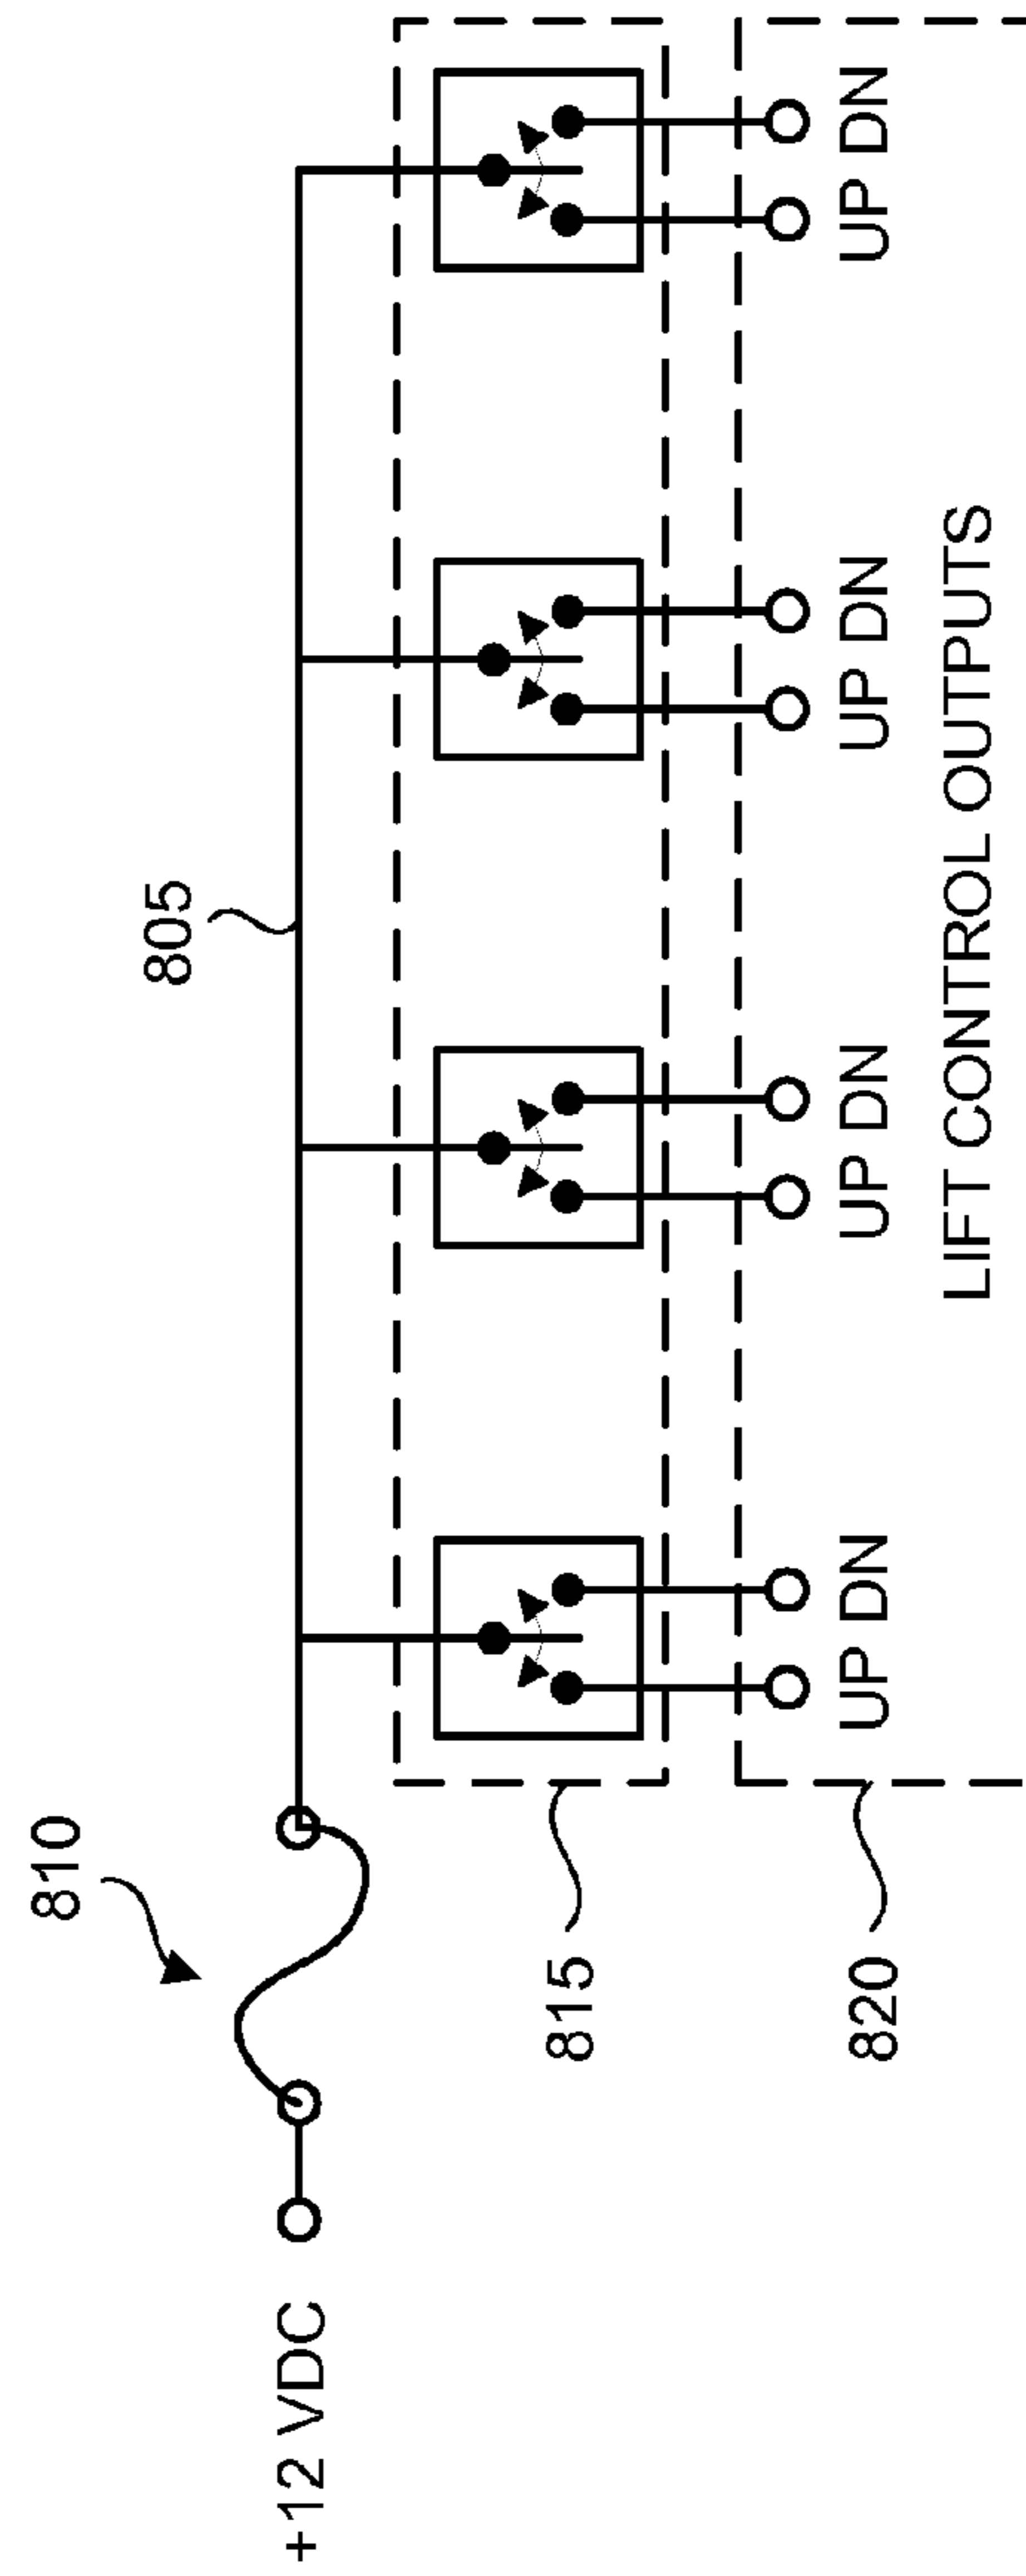 805
810
+12 VDC
815
820
UP DN UP DN UP DN UP DN
LIFT CONTROL OUTPUTS